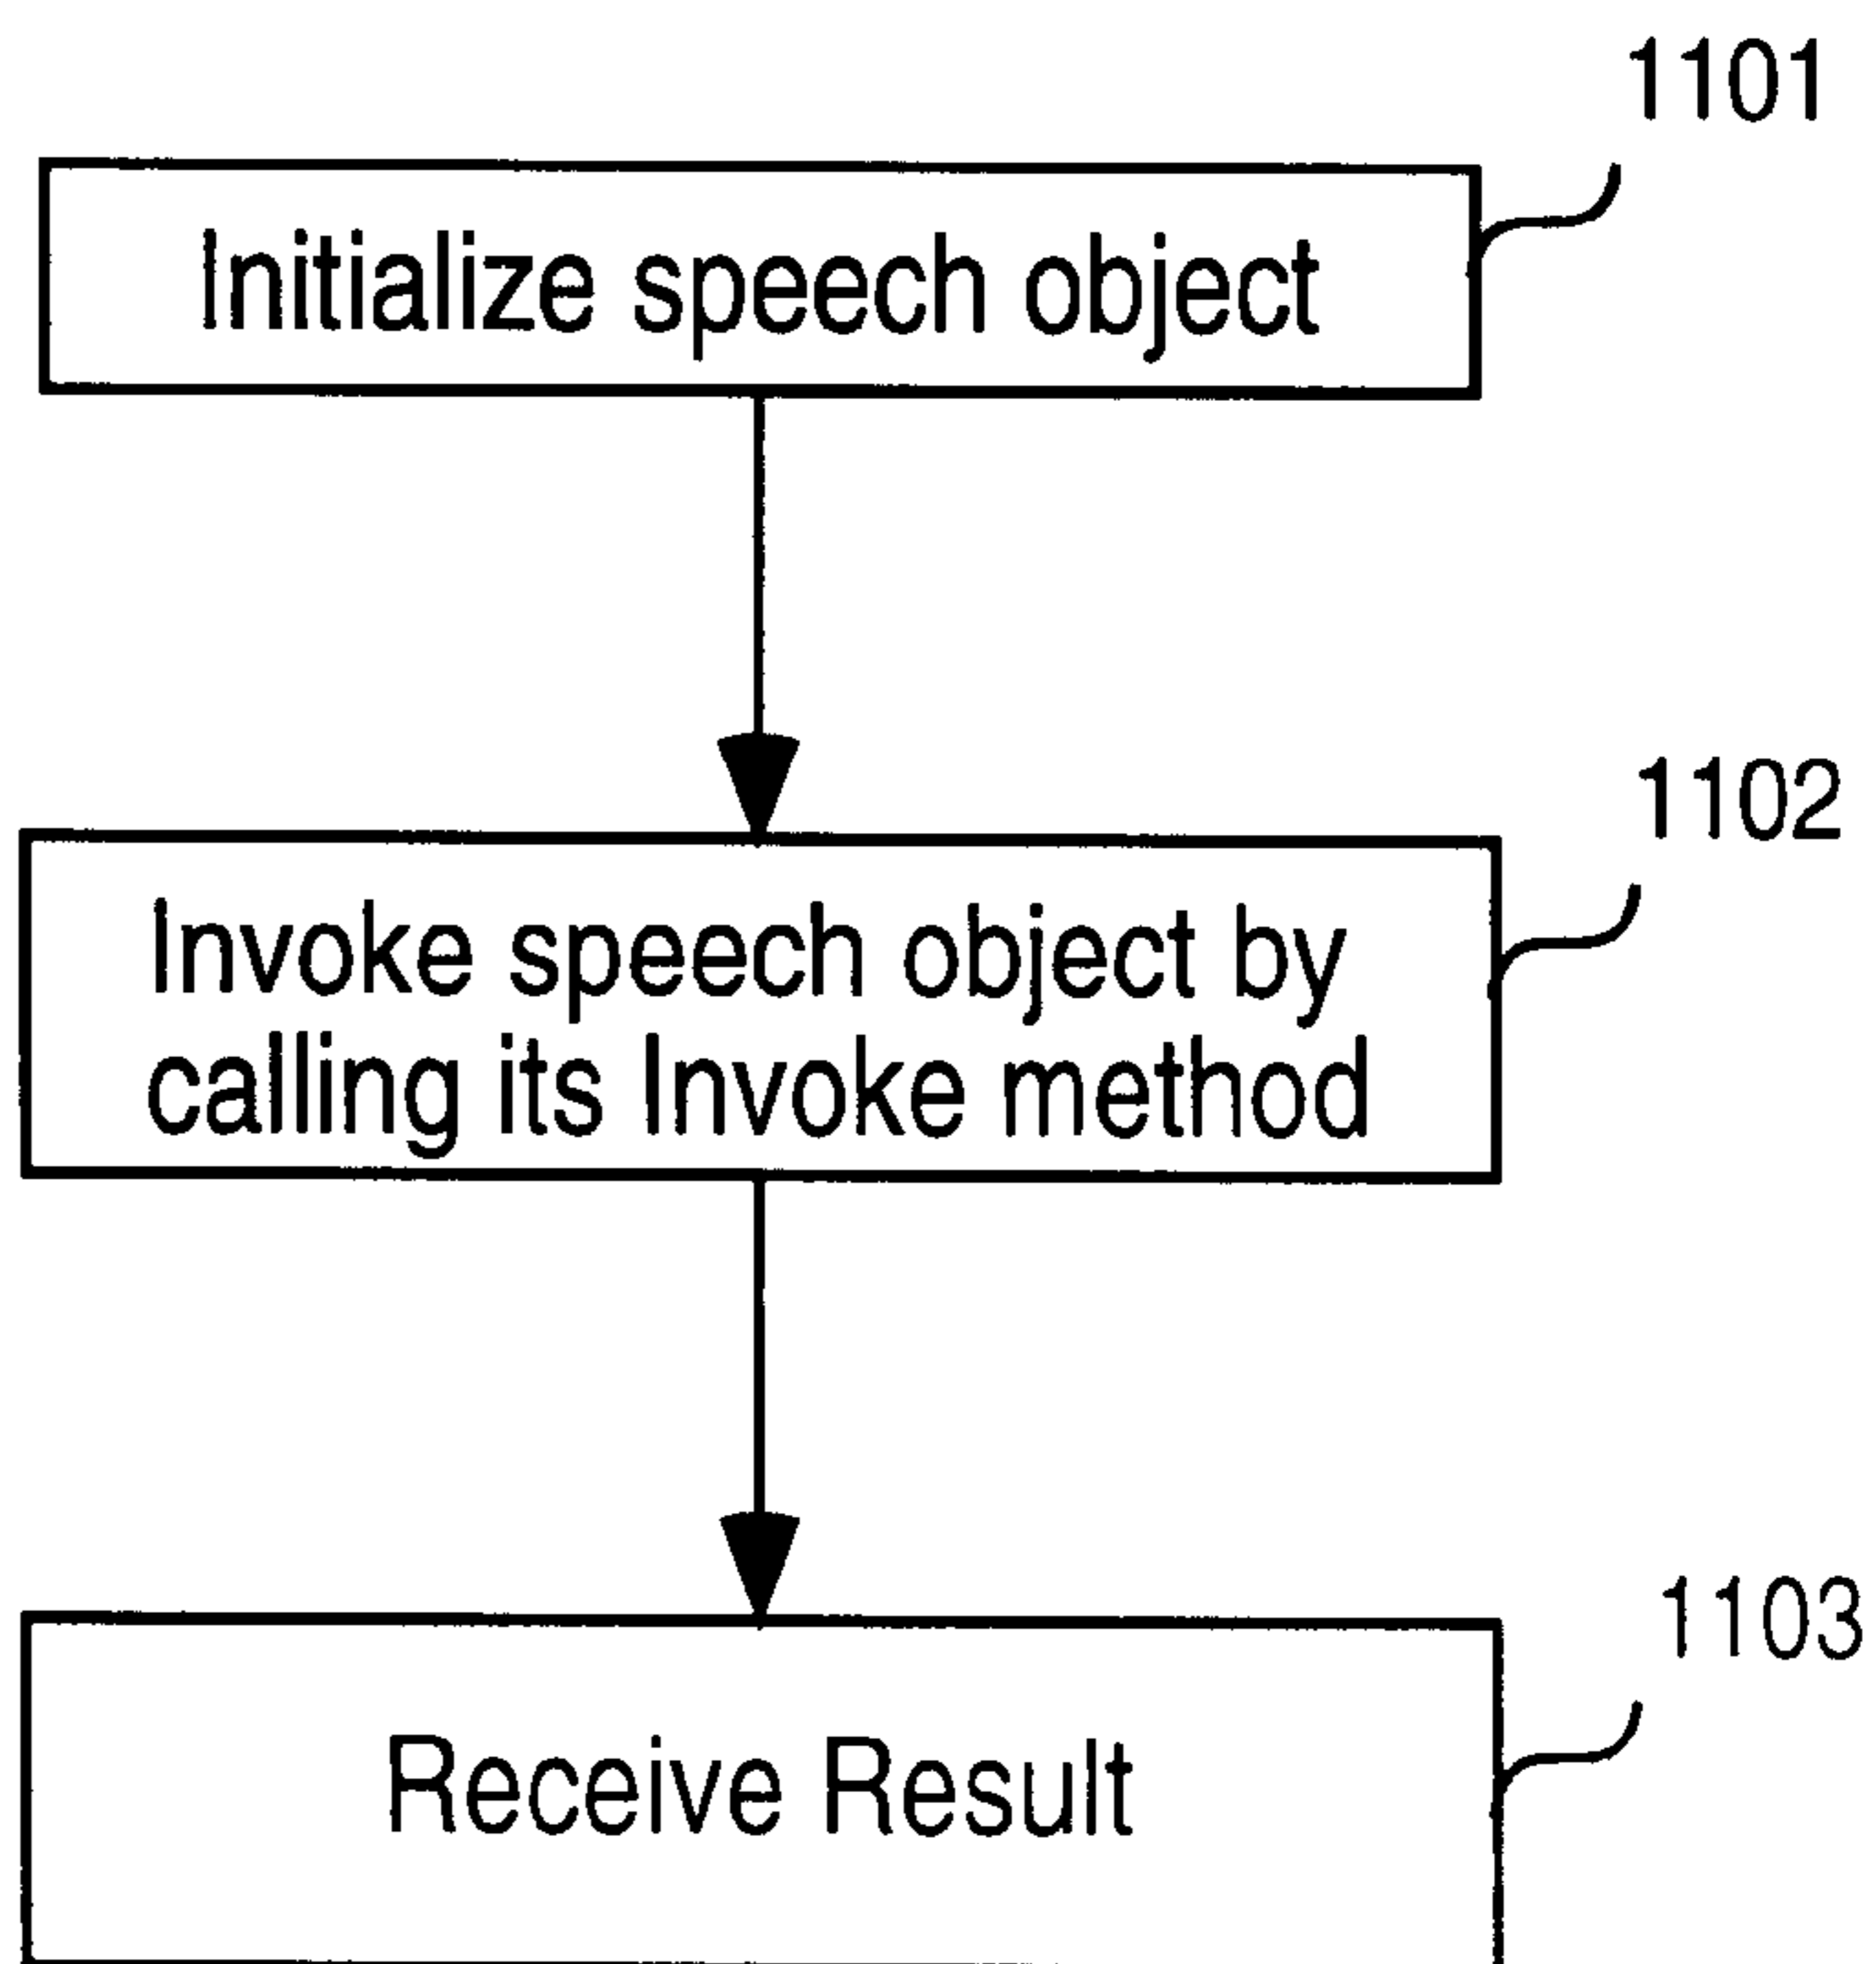 1101
Initialize speech object
1102
Invoke speech object by
calling its Invoke method
1103
Receive Result